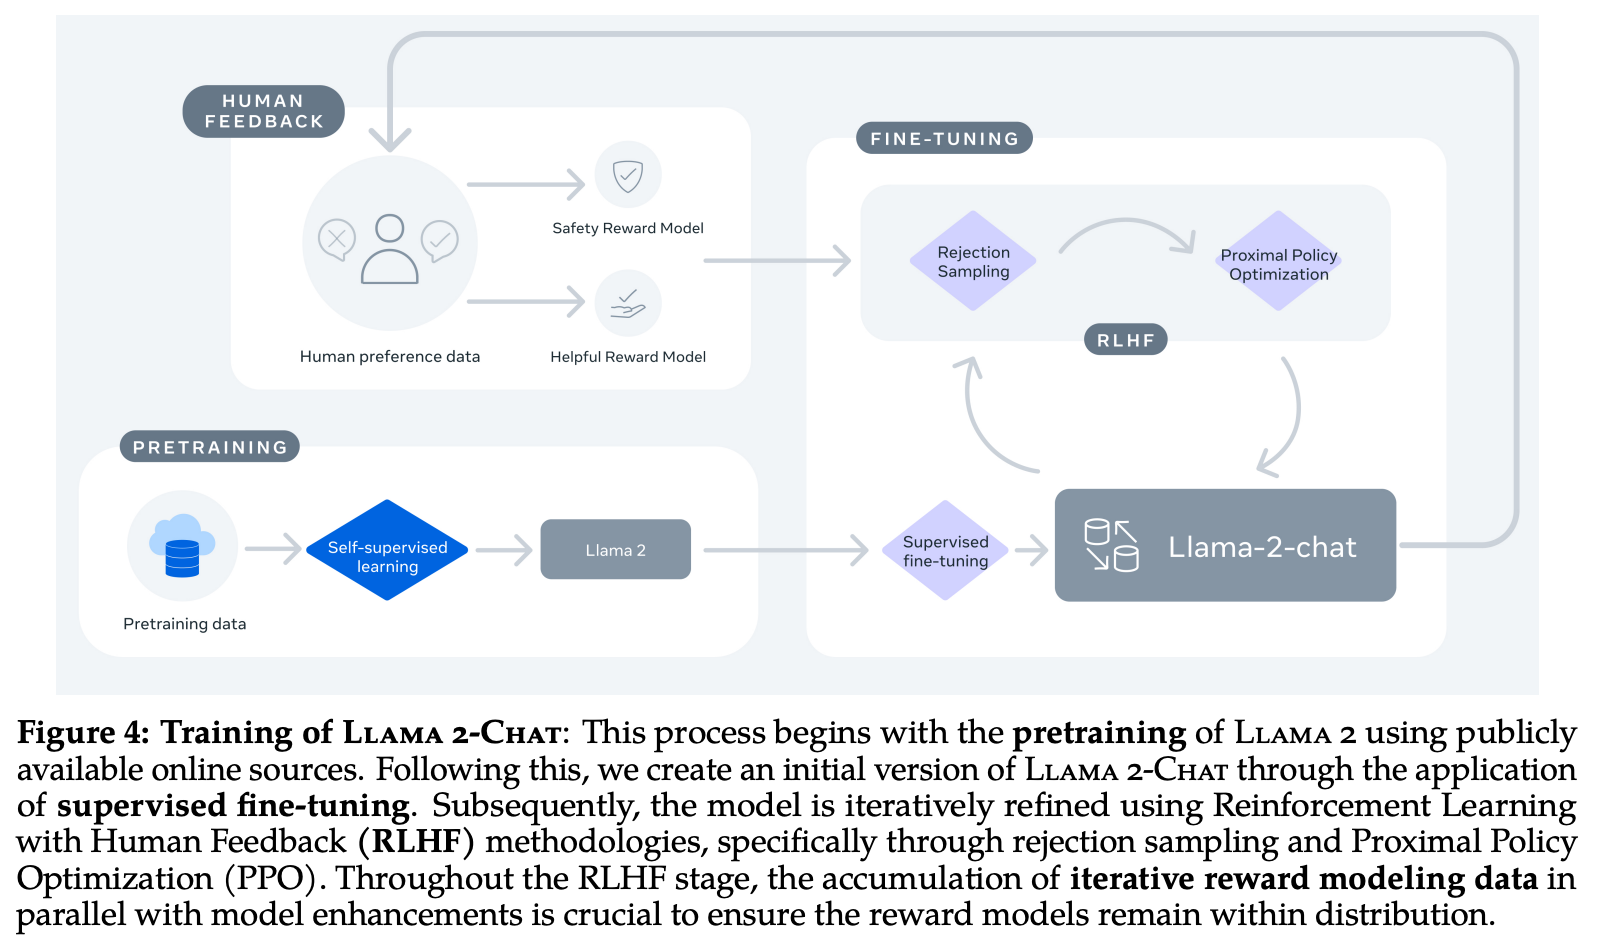 HUMAN
FEEDBACK
Safety Reward Model
Human preference data
Helpful Reward Model
FINE-TUNING
Rejection
Sampling
Proximal Policy
Optimization
RLHF
PRETRAINING
Pretraining data
Self-supervised
learning
Llama 2
Supervised
fine-tuning
Llama-2-chat
Figure 4: Training of Llama 2-Chat: This process begins with the pretraining of Llama 2 using publicly
available online sources. Following this, we create an initial version of Llama 2-Chat through the application
of supervised fine-tuning. Subsequently, the model is iteratively refined using Reinforcement Learning
with Human Feedback (RLHF) methodologies, specifically through rejection sampling and Proximal Policy
Optimization (PPO). Throughout the RLHF stage, the accumulation of iterative reward modeling data in
parallel with model enhancements is crucial to ensure the reward models remain within distribution.